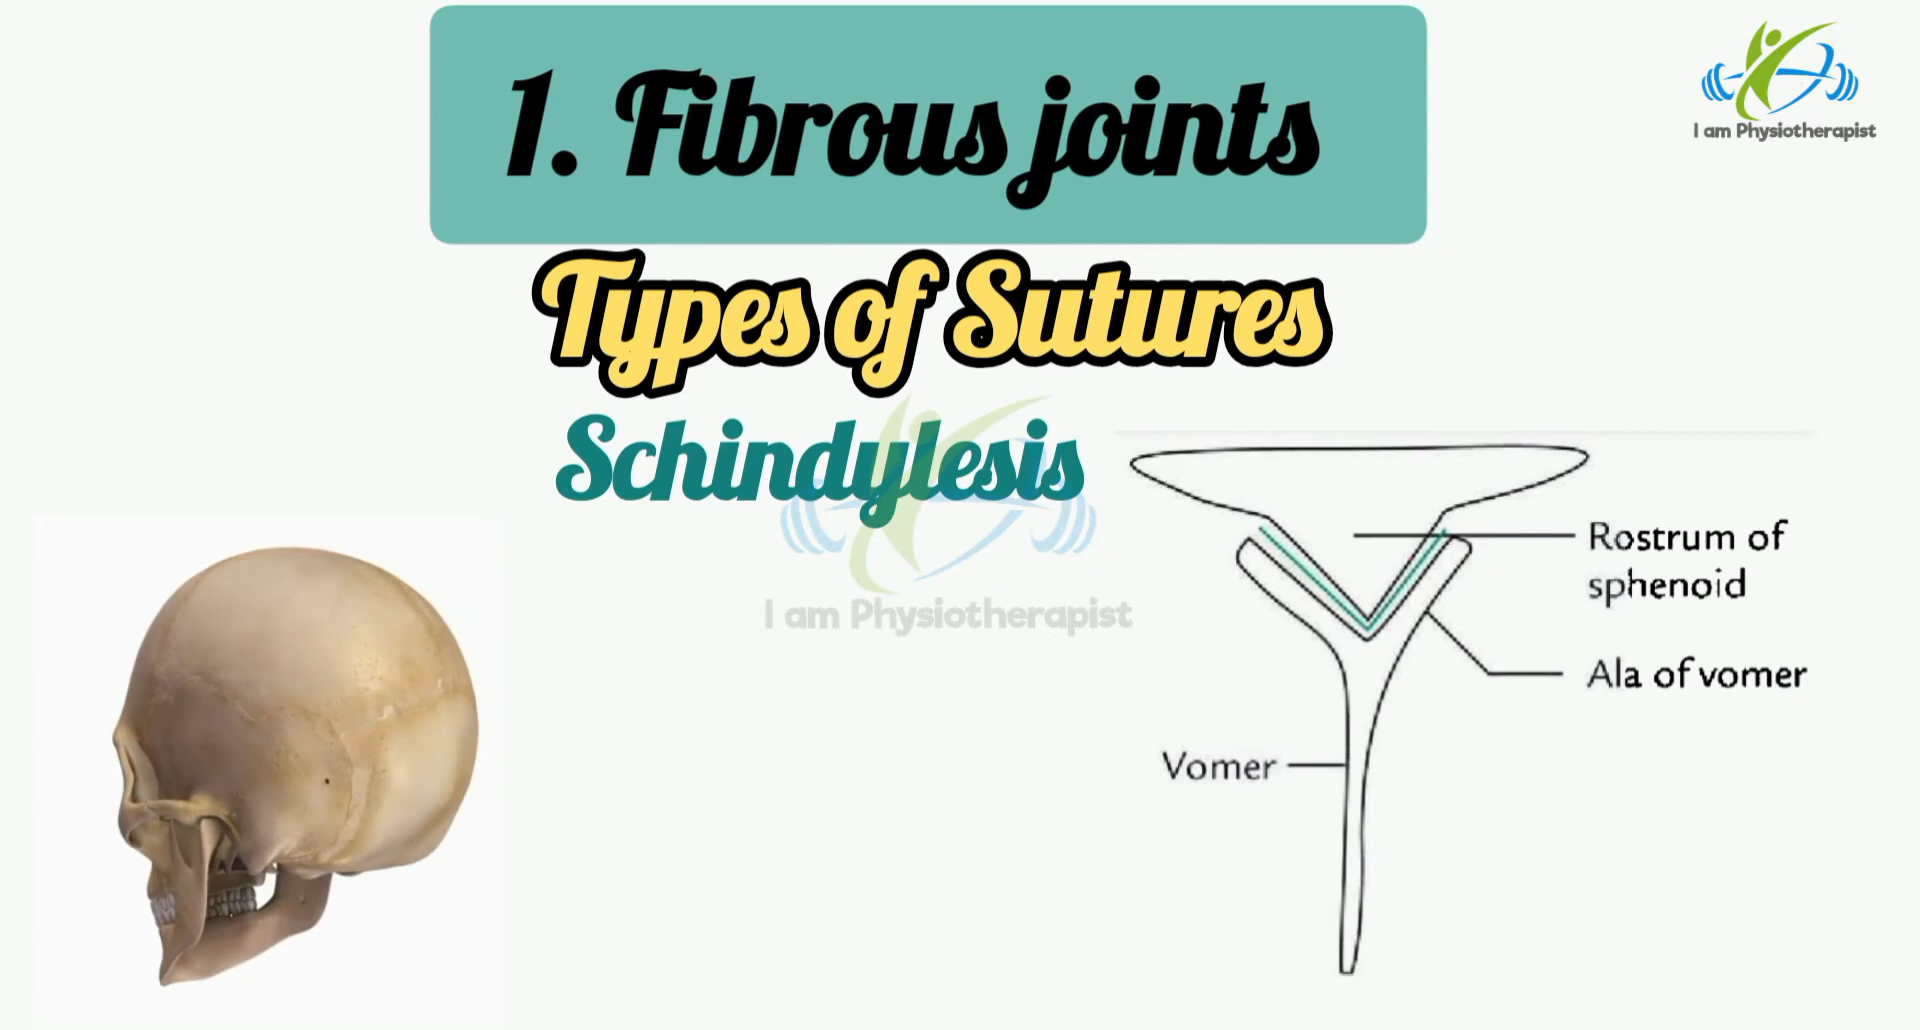 1. Fibrous joints
I am Physiotherapist
Types of Sutures
Schindylesis
I am Physiotherapist
Rostrum of
sphenoid
Ala of vomer
Vomer